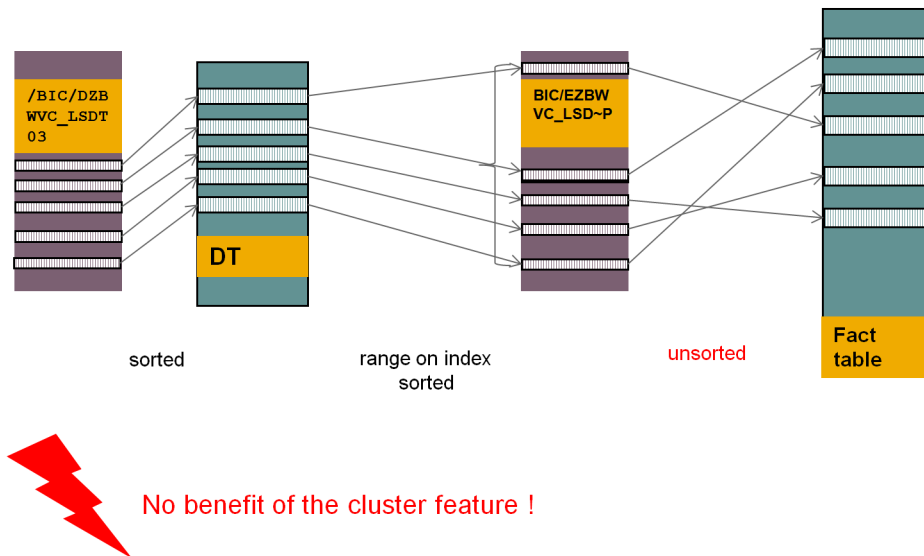 /BIC/DZB
WVC_LSDT
03
DT
BIC/EZBW
VC_LSD~P
Fact
table
sorted
range on index
sorted
unsorted
No benefit of the cluster feature !